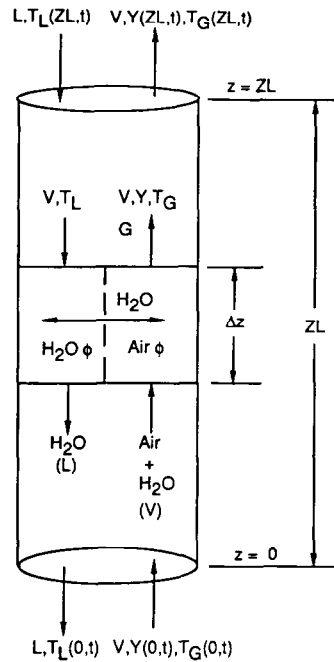 L,T_L(ZL,t) V,Y(ZL,t),T_G(ZL,t)
z = ZL
V,T_L V,Y,T_G
G
H₂O
H₂O ϕ Air ϕ
Δz
ZL
H₂O
(L)
Air
+
H₂O
(V)
z = 0
L,T_L(0,t) V,Y(0,t),T_G(0,t)